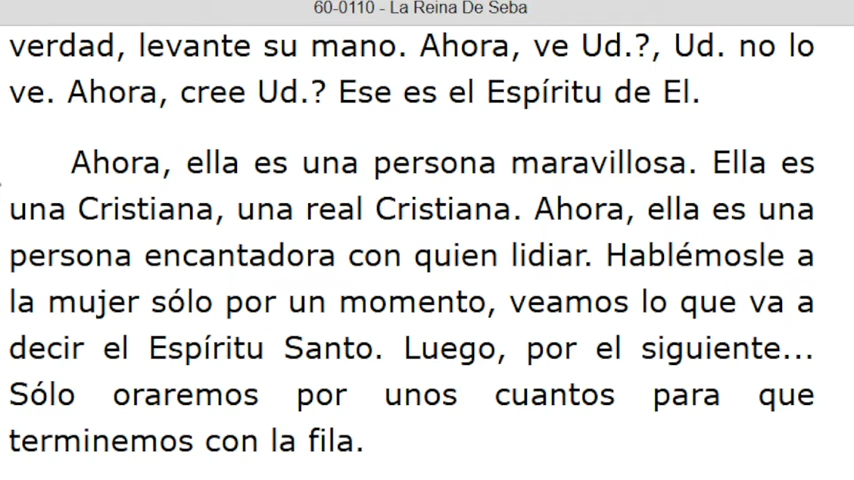 60-0110 - La Reina De Seba
verdad, levante su mano. Ahora, ve Ud.?, Ud. no lo
ve. Ahora, cree Ud.? Ese es el Espíritu de El.
Ahora, ella es una persona maravillosa. Ella es
una Cristiana, una real Cristiana. Ahora, ella es una
persona encantadora con quien lidiar. Hablémosle a
la mujer sólo por un momento, veamos lo que va a
decir el Espíritu Santo. Luego, por el siguiente...
Sólo oraremos por unos cuantos para que
terminemos con la fila.